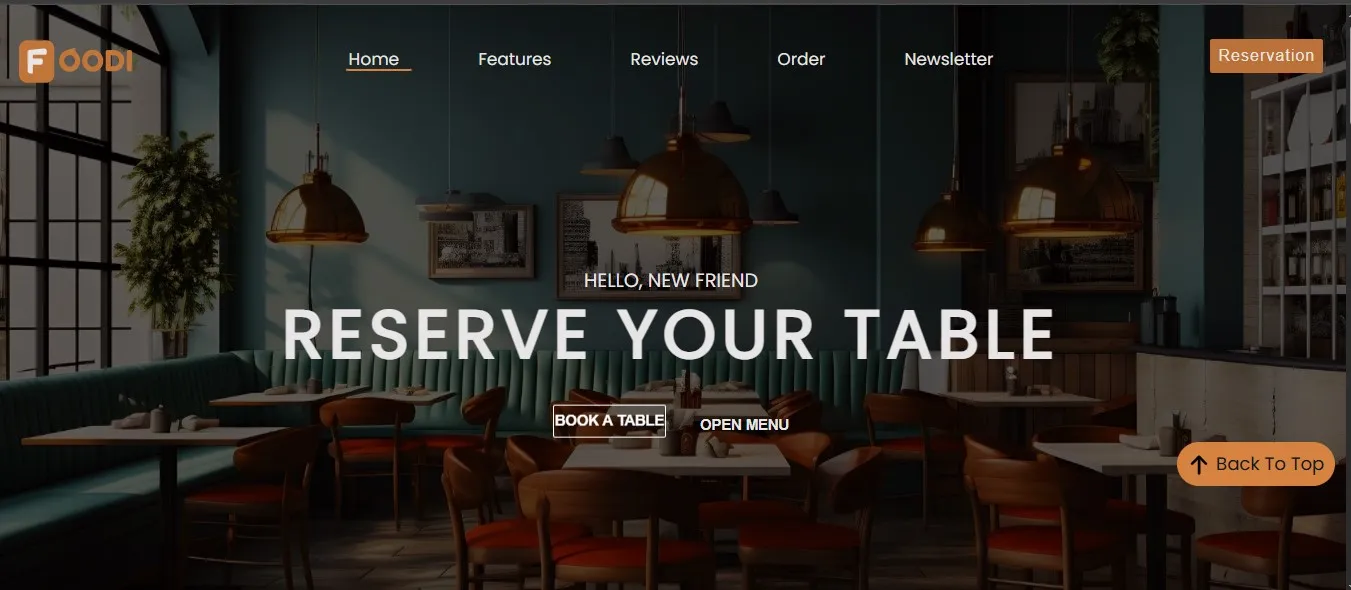 FOODI
Home Features Reviews Order Newsletter Reservation
HELLO, NEW FRIEND
RESERVE YOUR TABLE
BOOK A TABLE OPEN MENU
Back To Top